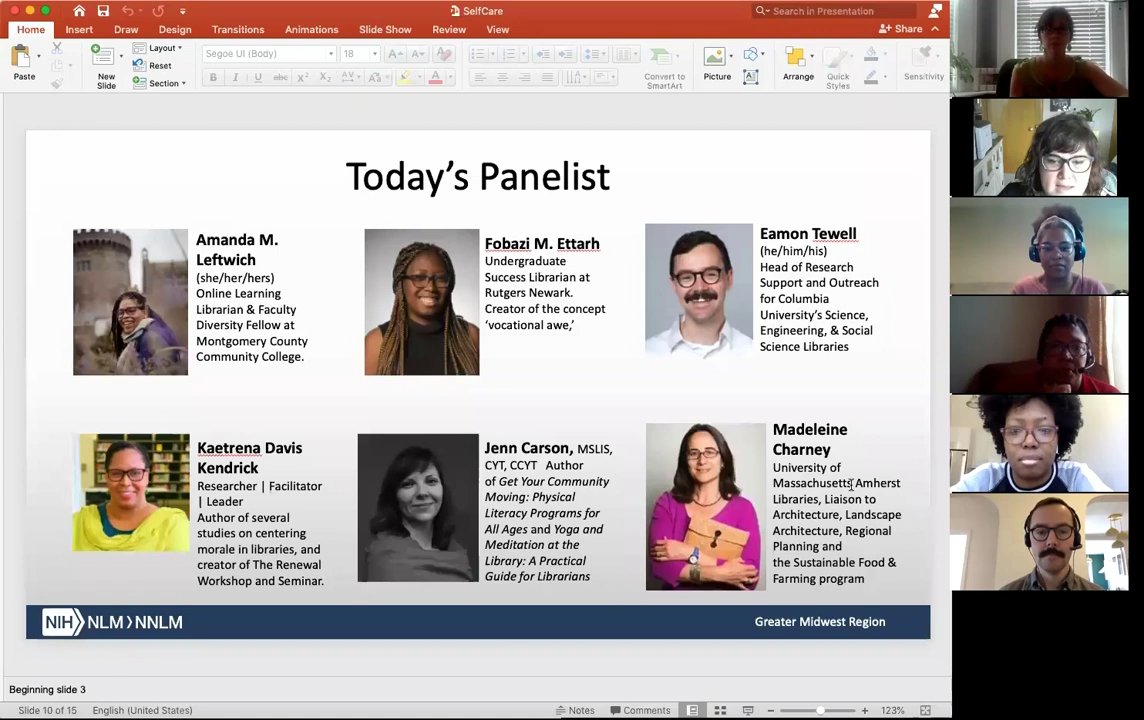 SelfCare
Search in Presentation
Home Insert Draw Design Transitions Animations Slide Show Review View
Share
Paste
New Slide
Layout
Reset
Section
Segoe UI (Body)
18
B I U abc X² X₂ AV Aa A
Convert to SmartArt
Picture
Arrange
Quick Styles
Sensitivity
Today's Panelist
Amanda M.
Leftwich
(she/her/hers)
Online Learning
Librarian & Faculty
Diversity Fellow at
Montgomery County
Community College.
Fobazi M. Ettarh
Undergraduate
Success Librarian at
Rutgers Newark.
Creator of the concept
'vocational awe,'
Eamon Tewell
(he/him/his)
Head of Research
Support and Outreach
for Columbia
University's Science,
Engineering, & Social
Science Libraries
Kaetrena Davis
Kendrick
Researcher | Facilitator
| Leader
Author of several
studies on centering
morale in libraries, and
creator of The Renewal
Workshop and Seminar.
Jenn Carson, MSLIS,
CYT, CCYT Author
of Get Your Community
Moving: Physical
Literacy Programs for
All Ages and Yoga and
Meditation at the
Library: A Practical
Guide for Librarians
Madeleine
Charney
University of
Massachusetts Amherst
Libraries, Liaison to
Architecture, Landscape
Architecture, Regional
Planning and
the Sustainable Food &
Farming program
NIH NLM NNLM
Greater Midwest Region
Beginning slide 3
Slide 10 of 15 English (United States)
Notes Comments
123%